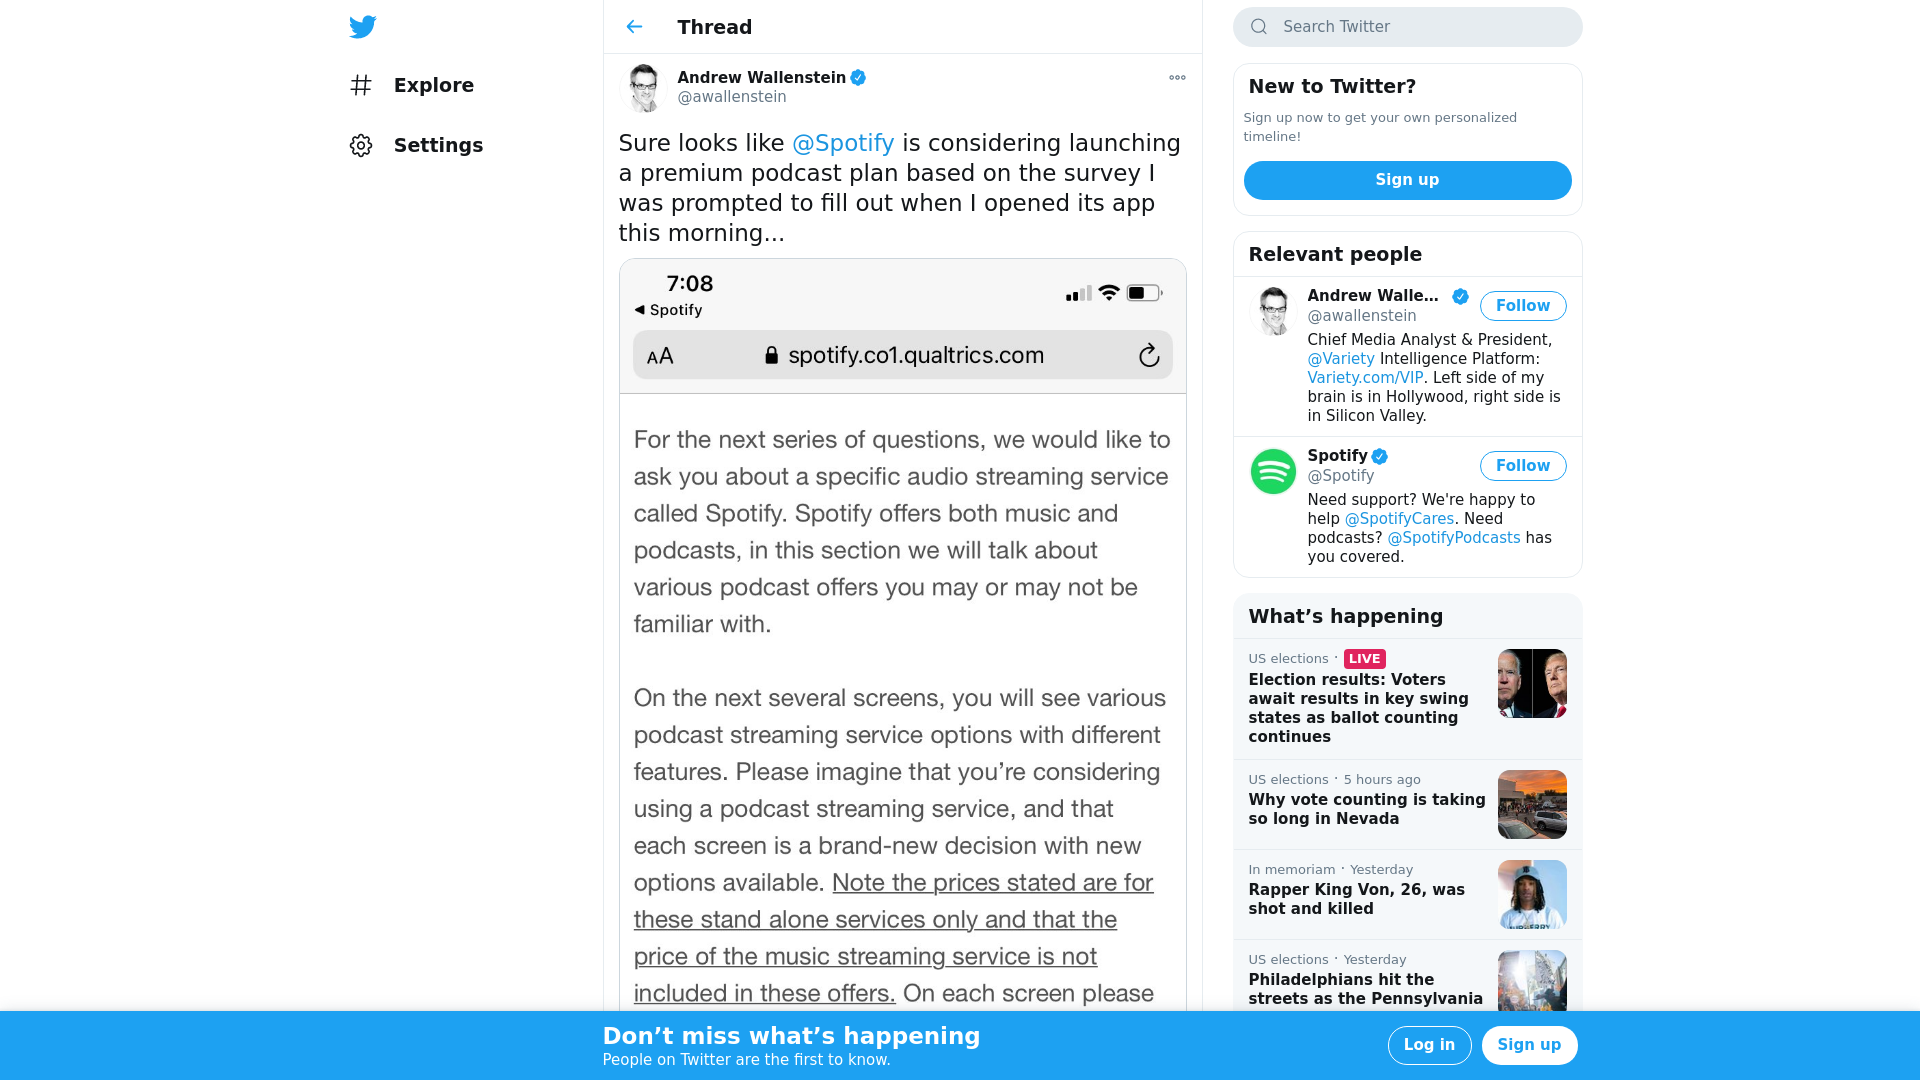 Explore
Settings
Thread
Andrew Wallenstein
@awallenstein
Sure looks like @Spotify is considering launching
a premium podcast plan based on the survey I
was prompted to fill out when I opened its app
this morning...
7:08
◀ Spotify
AA
spotify.co1.qualtrics.com
For the next series of questions, we would like to
ask you about a specific audio streaming service
called Spotify. Spotify offers both music and
podcasts, in this section we will talk about
various podcast offers you may or may not be
familiar with.
On the next several screens, you will see various
podcast streaming service options with different
features. Please imagine that you’re considering
using a podcast streaming service, and that
each screen is a brand-new decision with new
options available. Note the prices stated are for
these stand alone services only and that the
price of the music streaming service is not
included in these offers. On each screen please
Search Twitter
New to Twitter?
Sign up now to get your own personalized
timeline!
Sign up
Relevant people
Andrew Walle...
@awallenstein
Follow
Chief Media Analyst & President,
@Variety Intelligence Platform:
Variety.com/VIP. Left side of my
brain is in Hollywood, right side is
in Silicon Valley.
Spotify
@Spotify
Follow
Need support? We're happy to
help @SpotifyCares. Need
podcasts? @SpotifyPodcasts has
you covered.
What’s happening
US elections · LIVE
Election results: Voters
await results in key swing
states as ballot counting
continues
US elections · 5 hours ago
Why vote counting is taking
so long in Nevada
In memoriam · Yesterday
Rapper King Von, 26, was
shot and killed
US elections · Yesterday
Philadelphians hit the
streets as the Pennsylvania
Don’t miss what’s happening
People on Twitter are the first to know.
Log in
Sign up